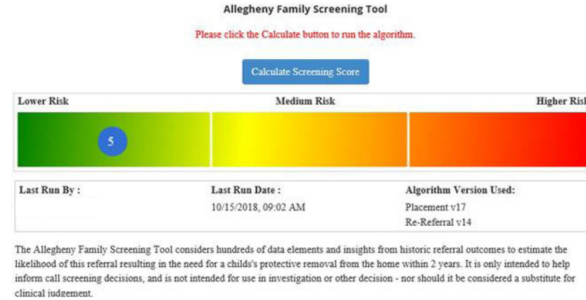 Allegheny Family Screening Tool
Please click the Calculate button to run the algorithm.
Calculate Screening Score
Lower Risk Medium Risk Higher Risk
5
Last Run By : Last Run Date : Algorithm Version Used:
10/15/2018, 09:02 AM Placement v17
Re-Referral v14
The Allegheny Family Screening Tool considers hundreds of data elements and insights from historic referral outcomes to estimate the
likelihood of this referral resulting in the need for a childs's protective removal from the home within 2 years. It is only intended to help
inform call screening decisions, and is not intended for use in investigation or other decision - nor should it be considered a substitute for
clinical judgement.